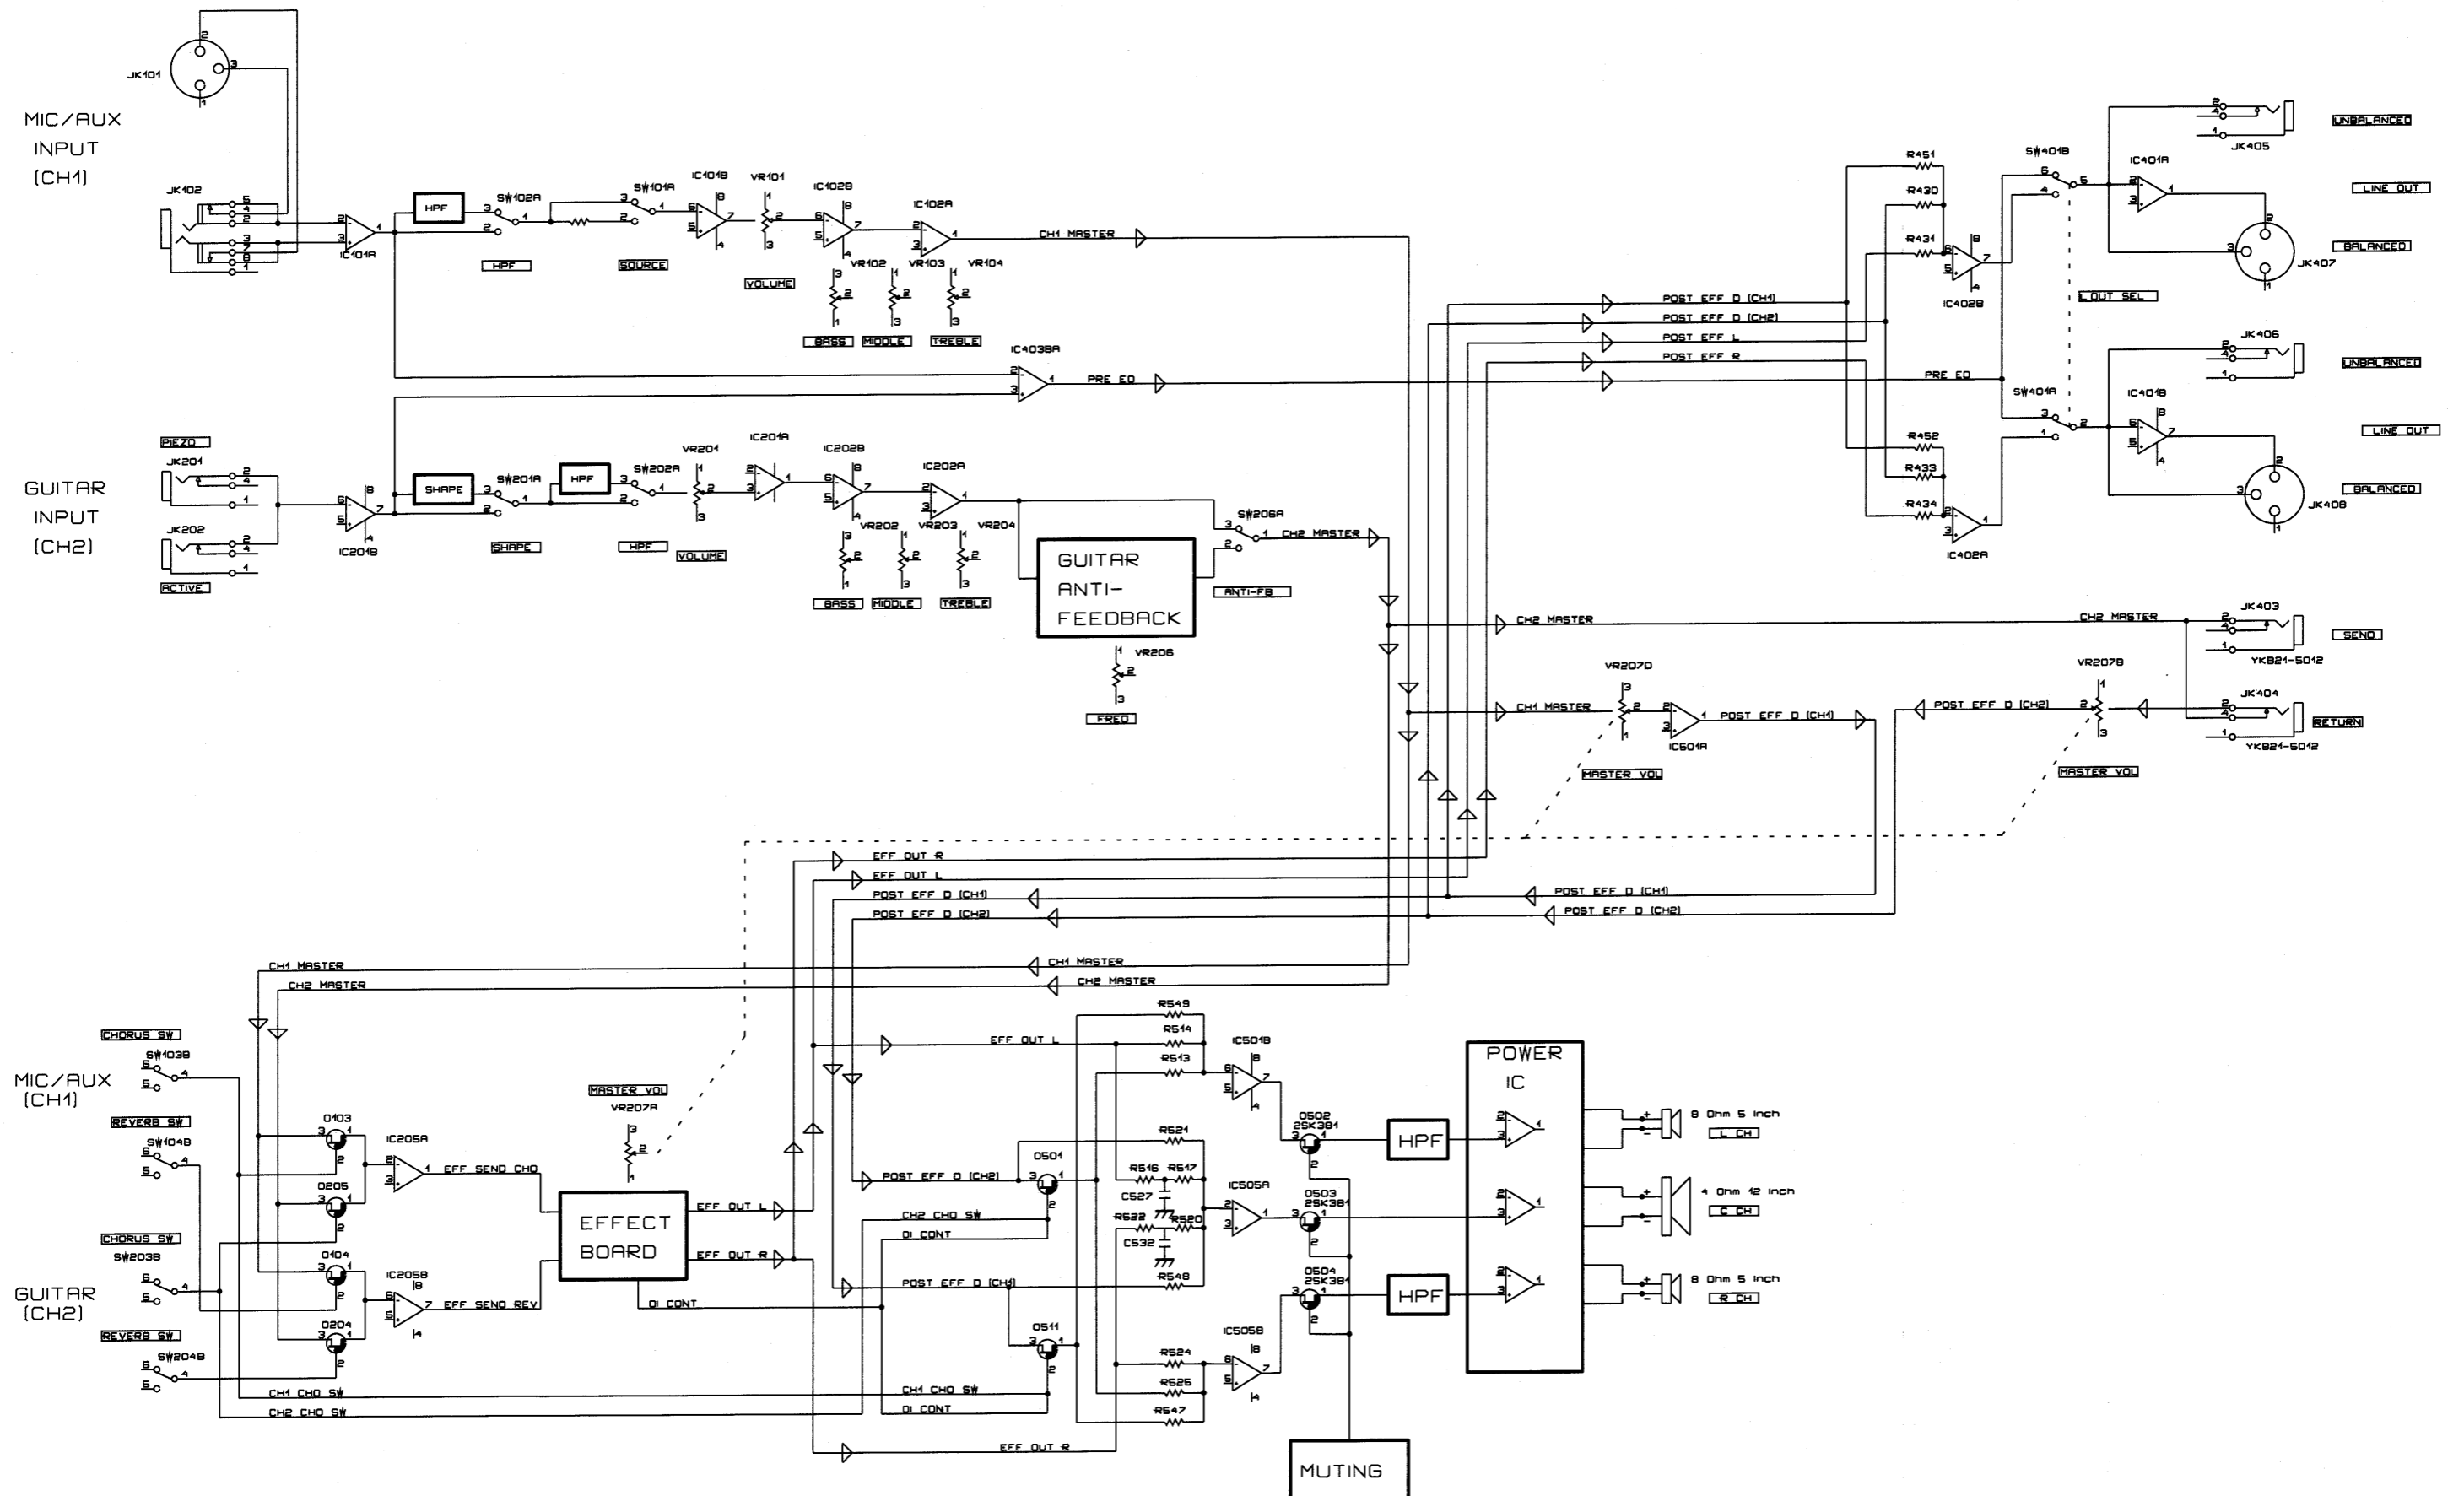 JK101
2
3
1
MIC/AUX
INPUT
(CH1)
JK102
IC101A
HPF
SW102A
HPF
SW101A
SOURCE
IC101B
VR101
VOLUME
IC102B
IC102A
VR102
VR103
VR104
BASS
MIDDLE
TREBLE
CH1 MASTER
IC403BA
PRE EQ
PRE EQ
PIEZO
JK201
GUITAR
INPUT
(CH2)
JK202
ACTIVE
IC201B
SHAPE
SW201A
SHAPE
HPF
SW202A
HPF
VR201
VOLUME
IC201A
IC202B
IC202A
VR202
VR203
VR204
BASS
MIDDLE
TREBLE
GUITAR
ANTI-
FEEDBACK
SW206A
CH2 MASTER
ANTI-FB
VR206
FREQ
POST EFF D (CH1)
POST EFF D (CH2)
POST EFF L
POST EFF R
R451
R430
R431
IC402B
R452
R433
R434
IC402A
SW401B
L OUT SEL
SW401A
IC401A
IC401B
JK405
UNBALANCED
LINE OUT
BALANCED
JK407
JK406
UNBALANCED
LINE OUT
BALANCED
JK408
CH2 MASTER
CH2 MASTER
JK403
SEND
YKB21-5012
JK404
RETURN
YKB21-5012
CH1 MASTER
VR207D
IC501A
MASTER VOL
POST EFF D (CH1)
POST EFF D (CH2)
VR207B
MASTER VOL
EFF OUT R
EFF OUT L
POST EFF D (CH1)
POST EFF D (CH1)
POST EFF D (CH2)
POST EFF D (CH2)
CH1 MASTER
CH1 MASTER
CH2 MASTER
CH2 MASTER
CHORUS SW
SW103B
MIC/AUX
(CH1)
REVERB SW
SW104B
CHORUS SW
SW203B
GUITAR
(CH2)
REVERB SW
SW204B
Q103
Q205
Q104
Q204
IC205A
EFF SEND CHO
IC205B
EFF SEND REV
MASTER VOL
VR207A
EFFECT
BOARD
EFF OUT L
EFF OUT R
DI CONT
CH1 CHO SW
CH2 CHO SW
EFF OUT L
POST EFF D (CH2)
CH2 CHO SW
DI CONT
POST EFF D (CH1)
CH1 CHO SW
DI CONT
EFF OUT R
Q501
Q511
R549
R514
R513
R521
R516 R517
C527
R522 R520
C532
R548
R524
R525
R547
IC501B
IC505A
IC505B
Q502
2SK381
Q503
2SK381
Q504
2SK381
HPF
HPF
POWER
IC
8 Ohm 5 Inch
L CH
4 Ohm 12 Inch
C CH
8 Ohm 5 Inch
R CH
MUTING